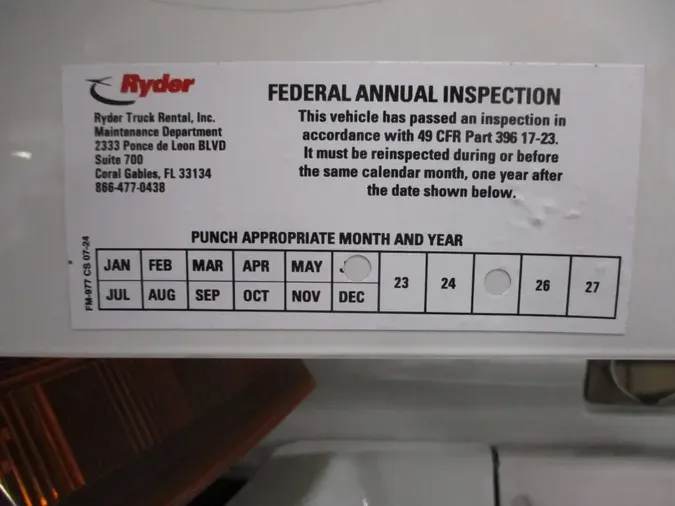 Ryder
Ryder Truck Rental, Inc.
Maintenance Department
2333 Ponce de Leon BLVD
Suite 700
Coral Gables, FL 33134
866-477-0438
FEDERAL ANNUAL INSPECTION
This vehicle has passed an inspection in
accordance with 49 CFR Part 396 17-23.
It must be reinspected during or before
the same calendar month, one year after
the date shown below.
PUNCH APPROPRIATE MONTH AND YEAR
FM-977 CS 07-24
JAN FEB MAR APR MAY
JUL AUG SEP OCT NOV DEC
23 24 26 27